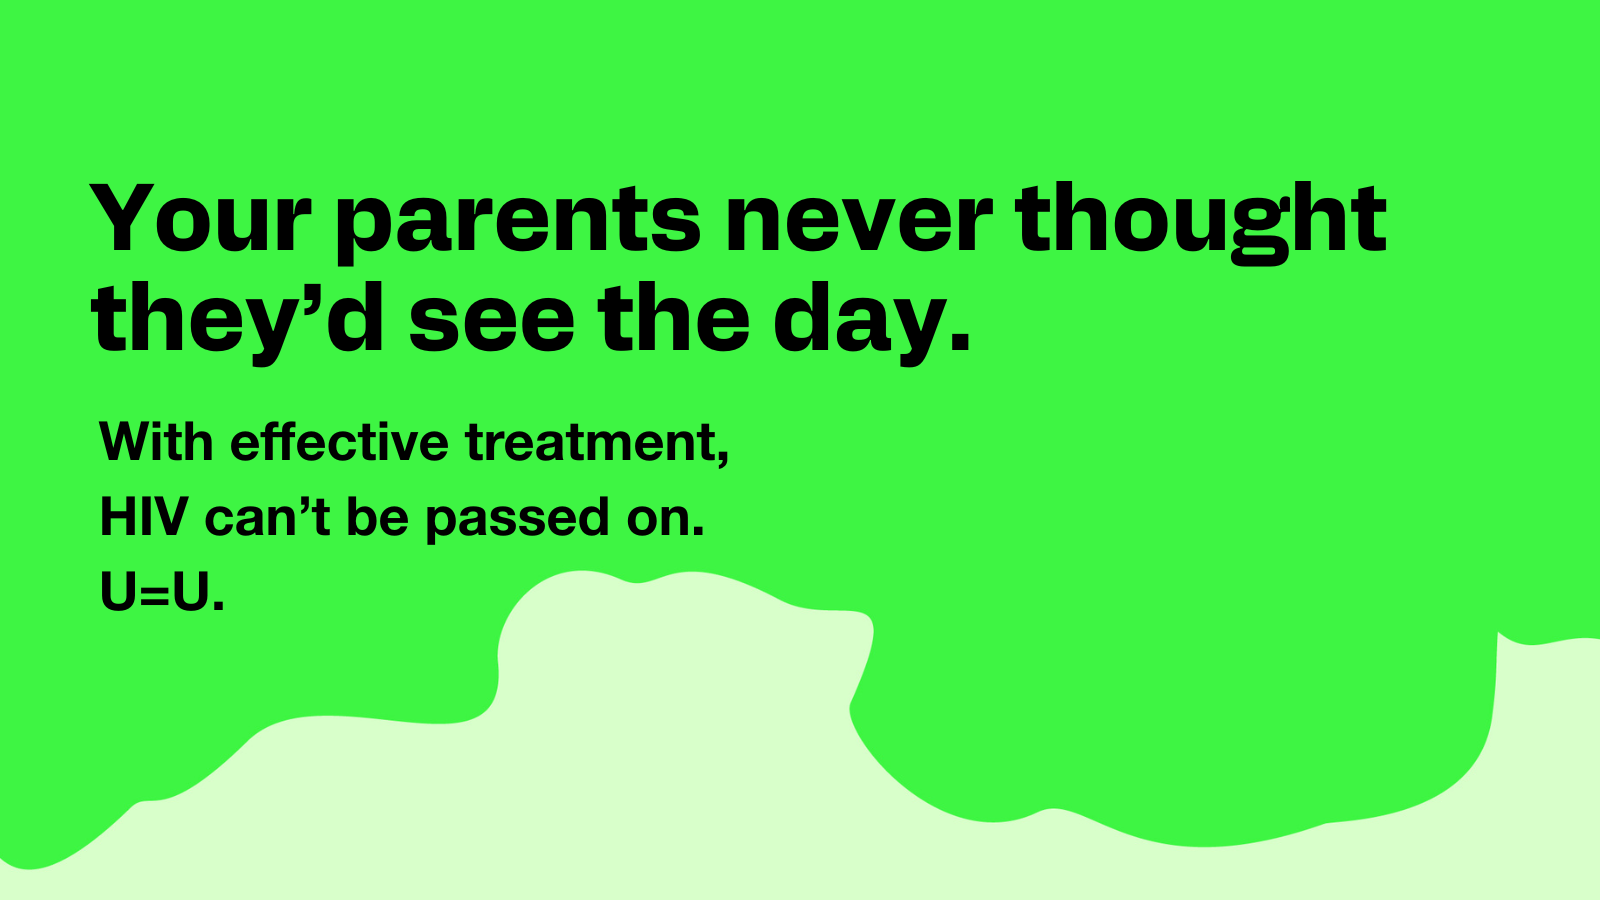 Your parents never thought
they’d see the day.
With effective treatment,
HIV can’t be passed on.
U=U.